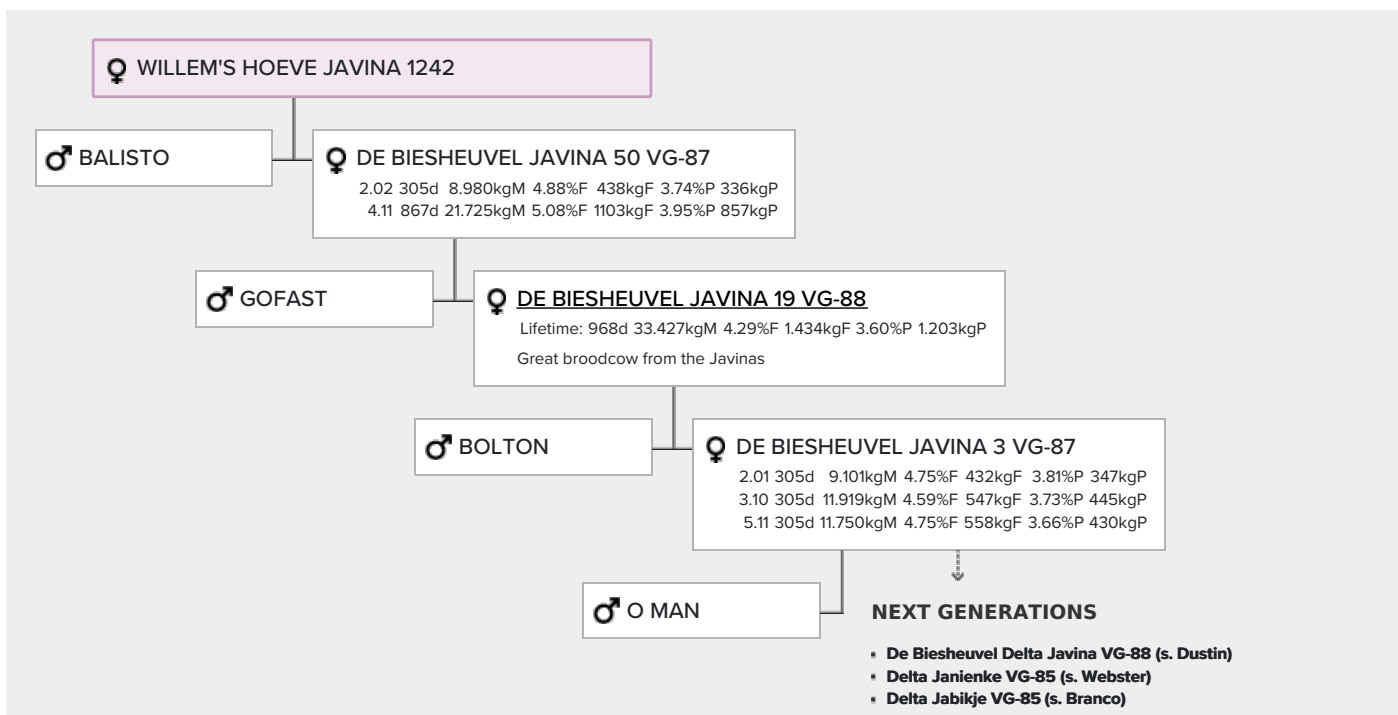 WILLEM'S HOEVE JAVINA 1242
BALISTO
DE BIESHEUVEL JAVINA 50 VG-87
2.02 305d 8.980kgM 4.88%F 438kgF 3.74%P 336kgP
4.11 867d 21.725kgM 5.08%F 1103kgF 3.95%P 857kgP
GOFAST
DE BIESHEUVEL JAVINA 19 VG-88
Lifetime: 968d 33.427kgM 4.29%F 1.434kgF 3.60%P 1.203kgP
Great broodcow from the Javinas
BOLTON
DE BIESHEUVEL JAVINA 3 VG-87
2.01 305d 9.101kgM 4.75%F 432kgF 3.81%P 347kgP
3.10 305d 11.919kgM 4.59%F 547kgF 3.73%P 445kgP
5.11 305d 11.750kgM 4.75%F 558kgF 3.66%P 430kgP
O MAN
NEXT GENERATIONS
De Biesheuvel Delta Javina VG-88 (s. Dustin)
Delta Janienke VG-85 (s. Webster)
Delta Jabikje VG-85 (s. Branco)